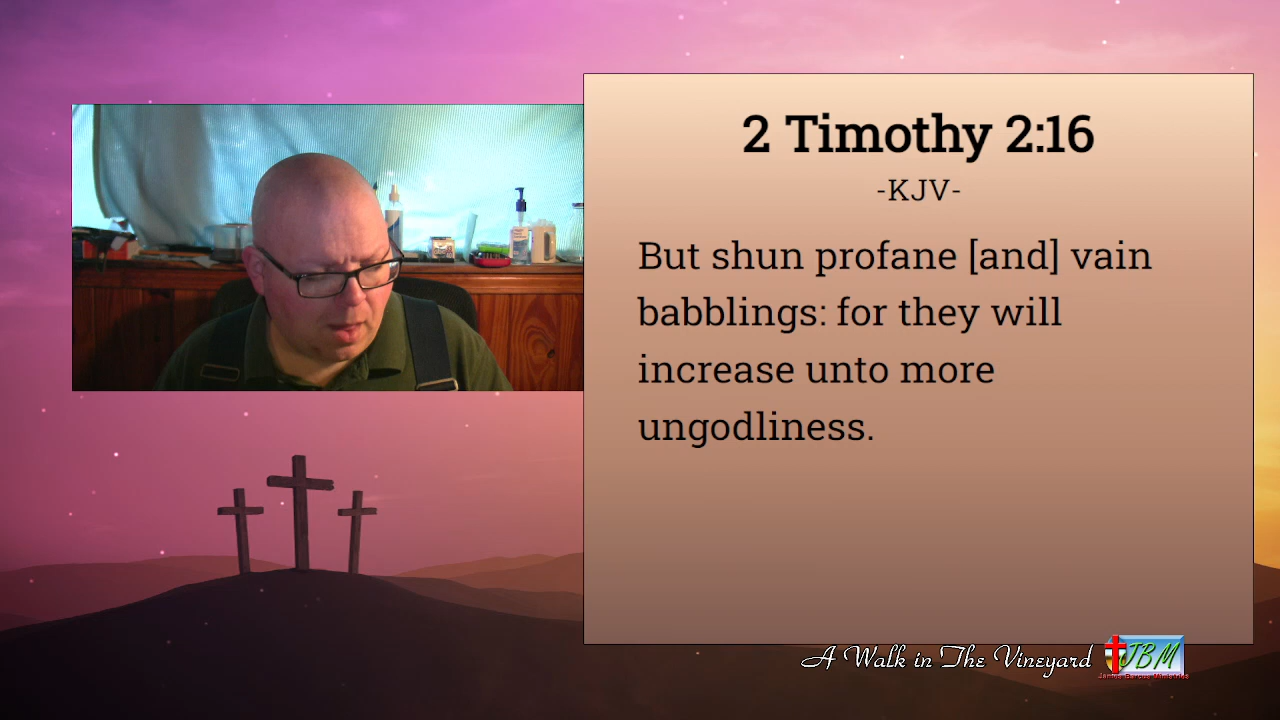 2 Timothy 2:16
-KJV-
But shun profane [and] vain
babblings: for they will
increase unto more
ungodliness.
A Walk in The Vineyard
JBM
Ministries